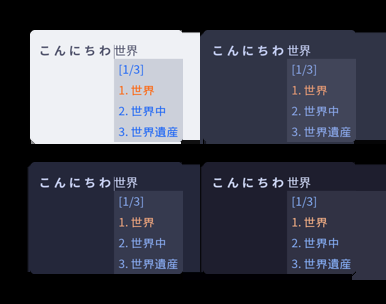 こんにちわ世界
[1/3]
1. 世界
2. 世界中
3. 世界遺産
こんにちわ世界
[1/3]
1. 世界
2. 世界中
3. 世界遺産
こんにちわ世界
[1/3]
1. 世界
2. 世界中
3. 世界遺産
こんにちわ世界
[1/3]
1. 世界
2. 世界中
3. 世界遺産